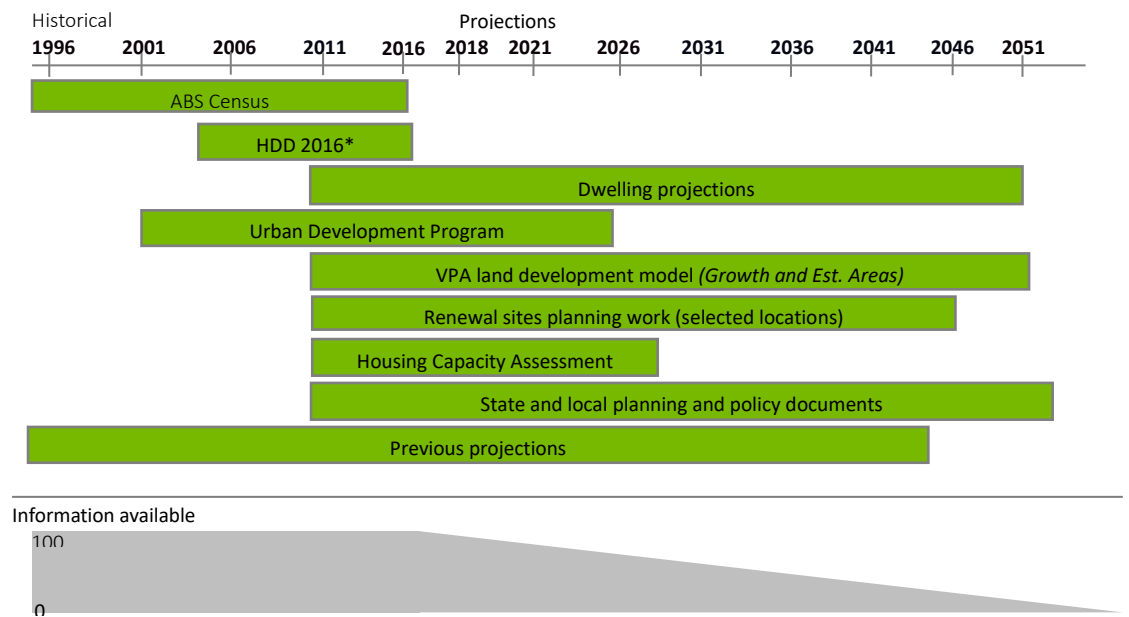 Historical Projections
1996 2001 2006 2011 2016 2018 2021 2026 2031 2036 2041 2046 2051
ABS Census
HDD 2016*
Dwelling projections
Urban Development Program
VPA land development model (Growth and Est. Areas)
Renewal sites planning work (selected locations)
Housing Capacity Assessment
State and local planning and policy documents
Previous projections
Information available
100
0